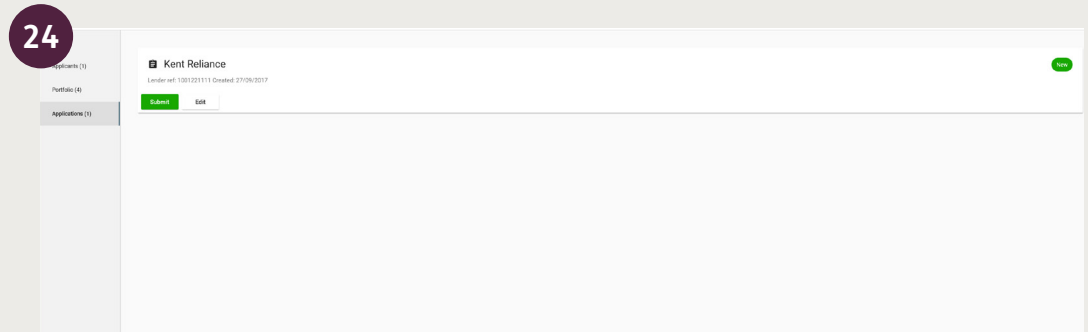 24
Applicants (1)
Portfolio (4)
Applications (1)
Kent Reliance
New
Lender ref: 1301221111 Created: 27/09/2017
Submit
Edit